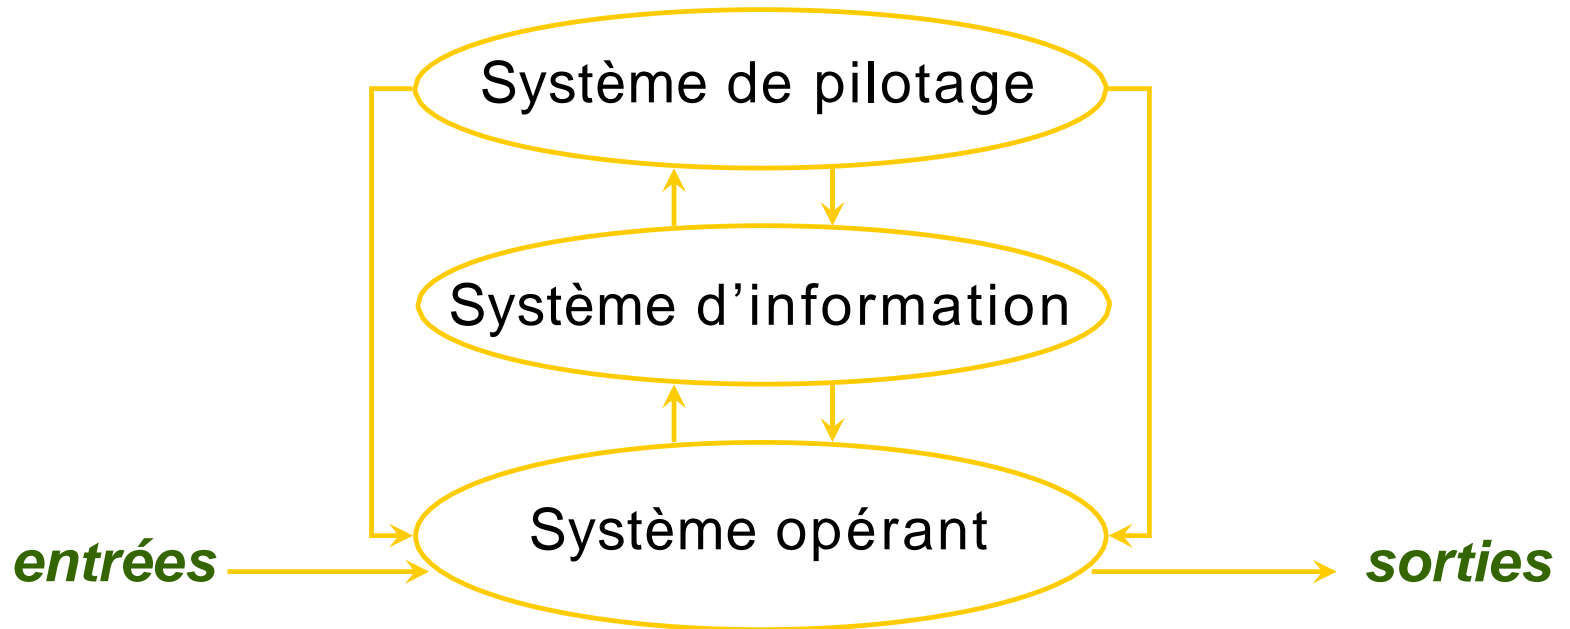 Système de pilotage
Système d’information
Système opérant
entrées
sorties